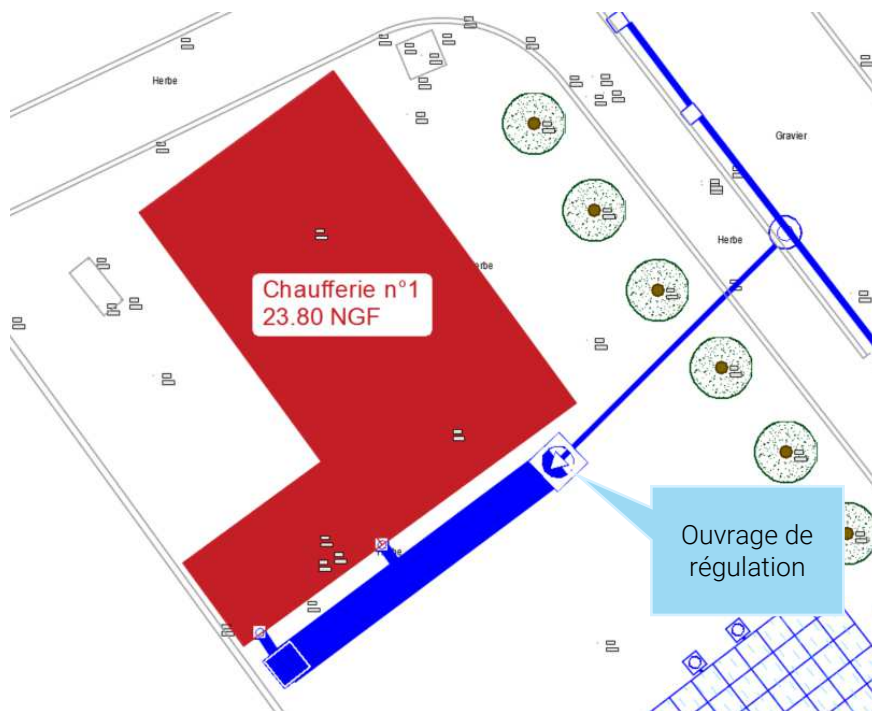 Herbe
Gravier
Herbe
Chaufferie n°1
23.80 NGF
Ouvrage de
régulation